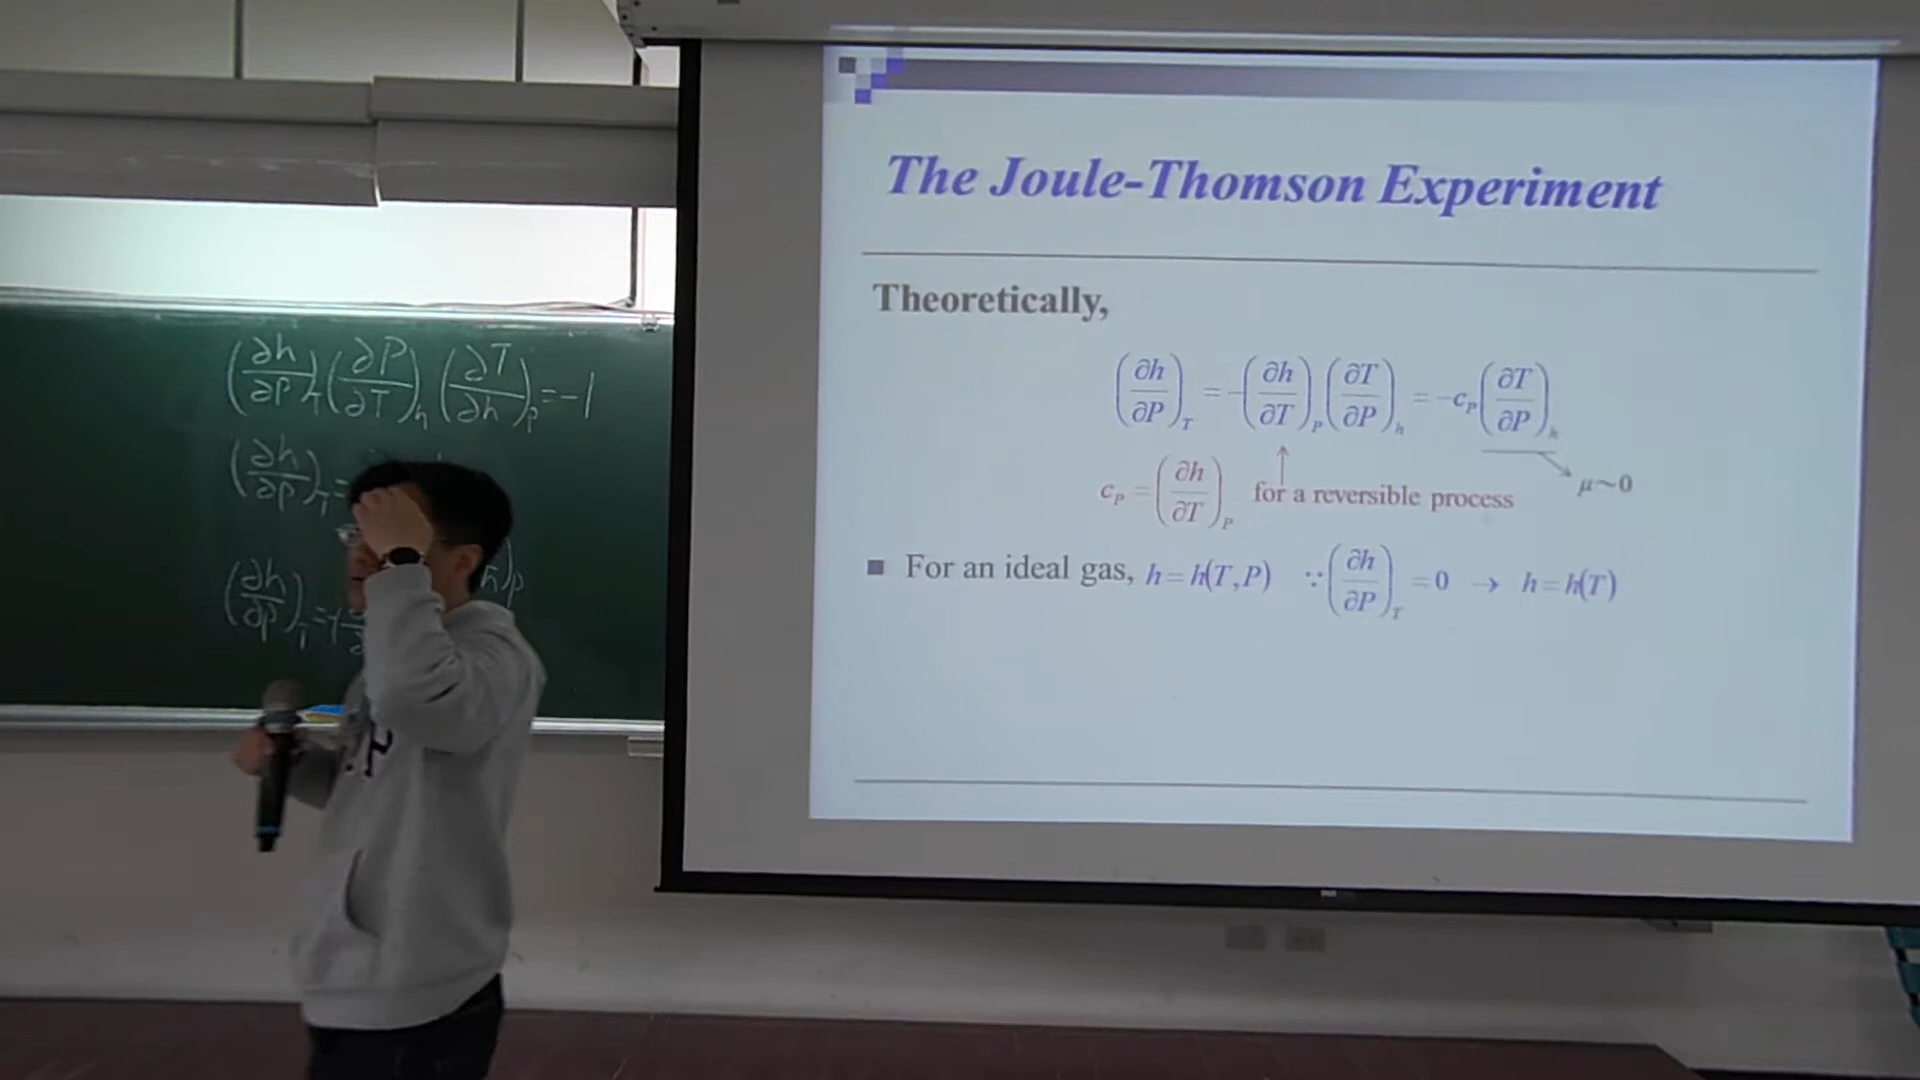 (∂h/∂P)_T (∂P/∂T)_h (∂T/∂h)_P = -1
(∂h/∂P)_T =
(∂h/∂P)_T = -(
The Joule-Thomson Experiment
Theoretically,
(∂h/∂P)_T = -(∂h/∂T)_P (∂T/∂P)_h = -c_P (∂T/∂P)_h
μ~0
c_P = (∂h/∂T)_P for a reversible process
■ For an ideal gas, h = h(T,P) ∵ (∂h/∂P)_T = 0 → h = h(T)